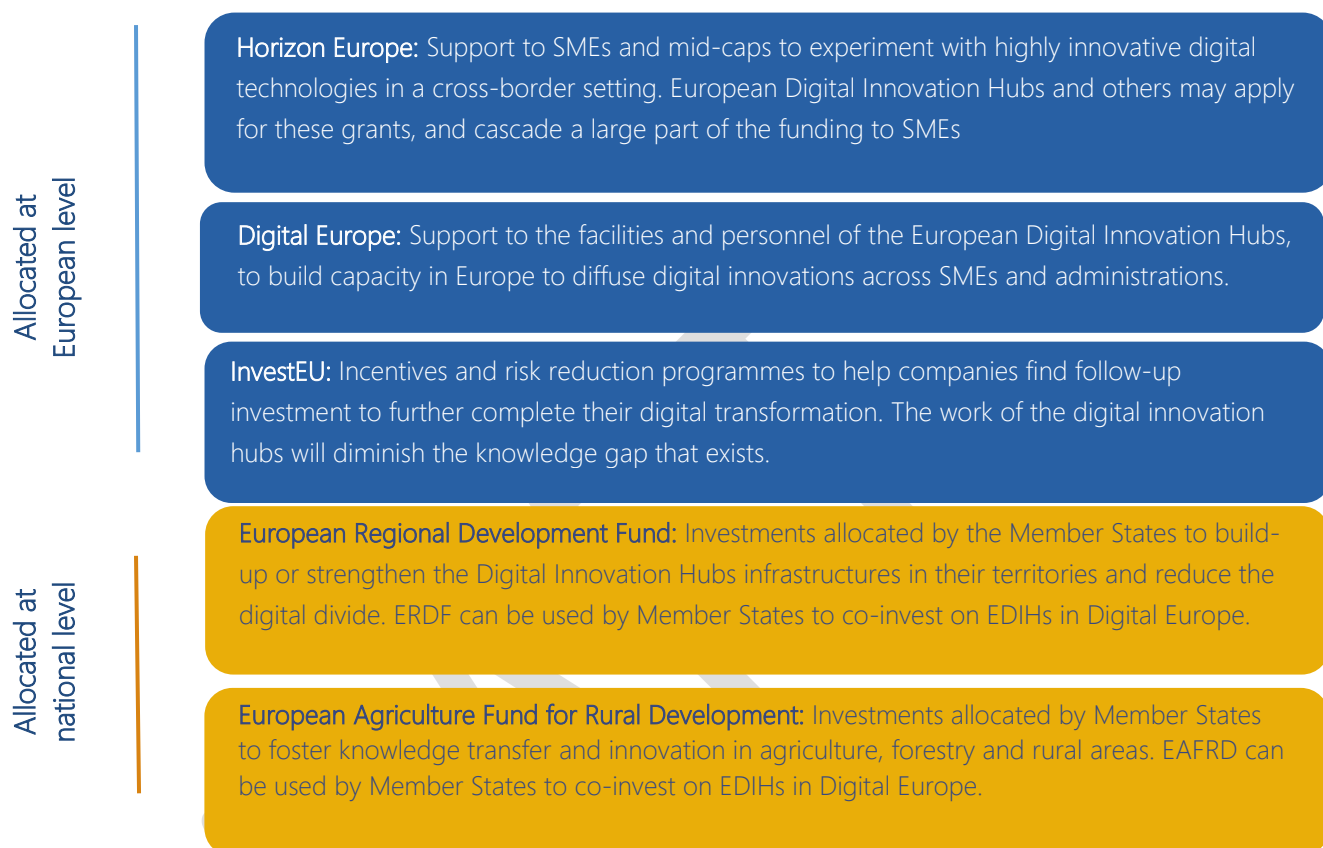 Allocated at
European level
Horizon Europe: Support to SMEs and mid-caps to experiment with highly innovative digital
technologies in a cross-border setting. European Digital Innovation Hubs and others may apply
for these grants, and cascade a large part of the funding to SMEs
Digital Europe: Support to the facilities and personnel of the European Digital Innovation Hubs,
to build capacity in Europe to diffuse digital innovations across SMEs and administrations.
InvestEU: Incentives and risk reduction programmes to help companies find follow-up
investment to further complete their digital transformation. The work of the digital innovation
hubs will diminish the knowledge gap that exists.
Allocated at
national level
European Regional Development Fund: Investments allocated by the Member States to build-
up or strengthen the Digital Innovation Hubs infrastructures in their territories and reduce the
digital divide. ERDF can be used by Member States to co-invest on EDIHs in Digital Europe.
European Agriculture Fund for Rural Development: Investments allocated by Member States
to foster knowledge transfer and innovation in agriculture, forestry and rural areas. EAFRD can
be used by Member States to co-invest on EDIHs in Digital Europe.